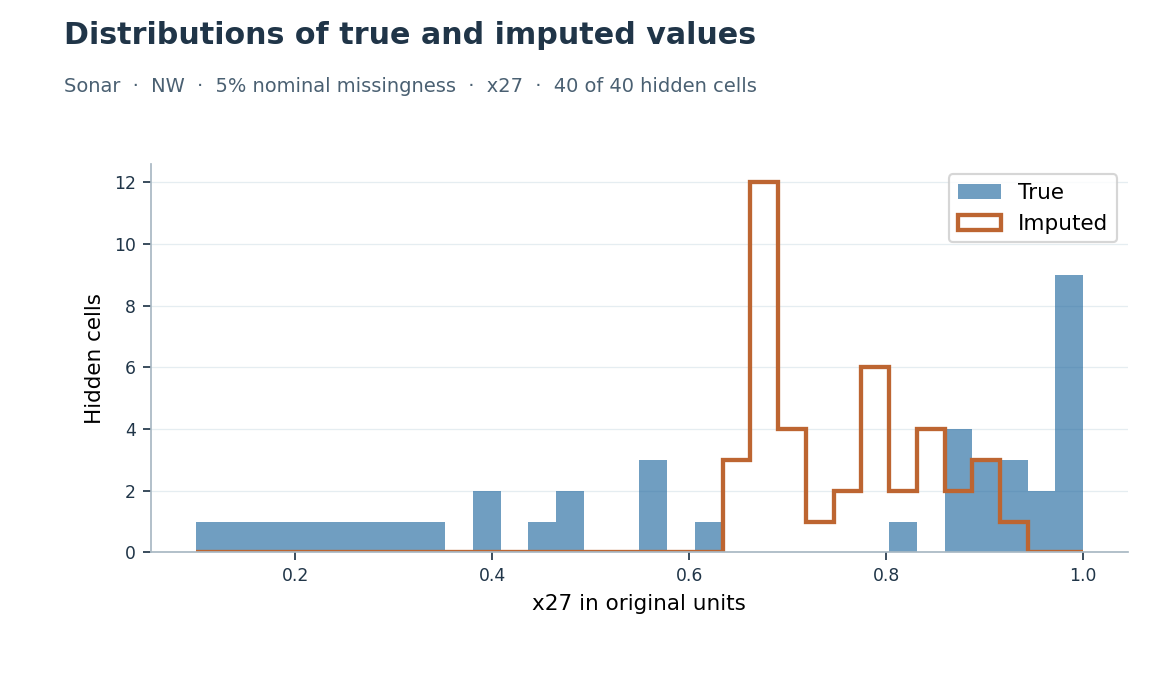 Distributions of true and imputed values
Sonar · NW · 5% nominal missingness · x27 · 40 of 40 hidden cells
12
10
8
6
4
2
0
Hidden cells
True
Imputed
0.2 0.4 0.6 0.8 1.0
x27 in original units